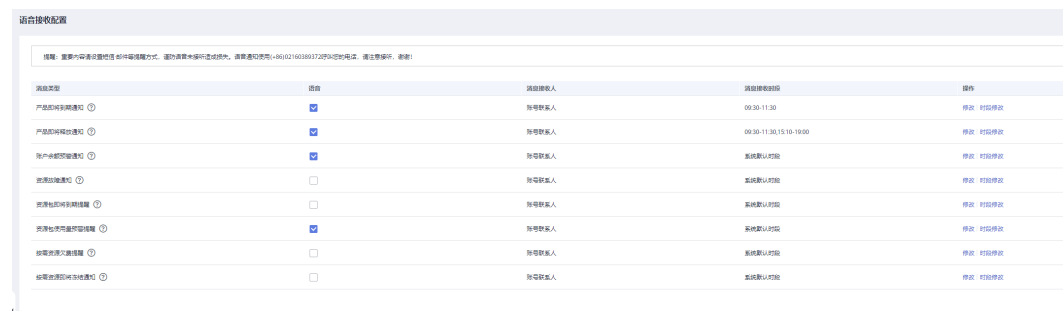 语音接收配置
提醒：重要内容请设置短信 邮件等提醒方式，谨防语音未接听造成损失。语音通知使用(+86)02160389372呼叫您的电话，请注意接听，谢谢！
消息类型 语音 消息接收人 消息接收时段 操作
产品即将到期通知 ? 账号联系人 09:30-11:30 修改 时段修改
产品即将释放通知 ? 账号联系人 09:30-11:30,15:10-19:00 修改 时段修改
账户余额预警通知 ? 账号联系人 系统默认时段 修改 时段修改
资源故障通知 ? 账号联系人 系统默认时段 修改 时段修改
资源包即将到期提醒 ? 账号联系人 系统默认时段 修改 时段修改
资源包使用量预警提醒 ? 账号联系人 系统默认时段 修改 时段修改
按需资源欠费提醒 ? 账号联系人 系统默认时段 修改 时段修改
按需资源即将冻结通知 ? 账号联系人 系统默认时段 修改 时段修改